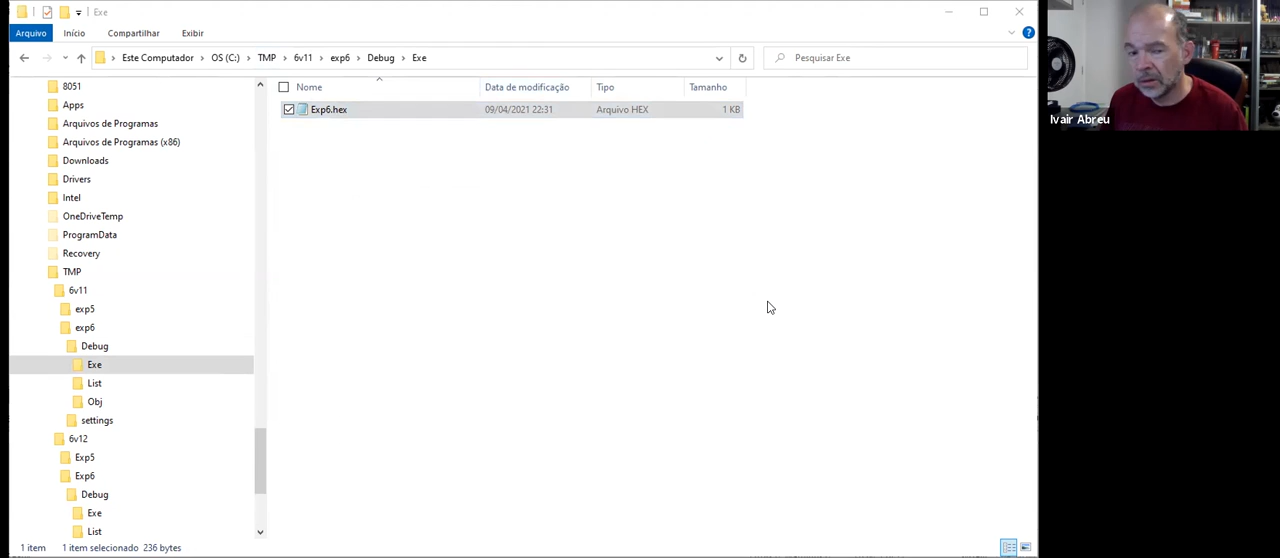 Exe
Arquivo Início Compartilhar Exibir
Este Computador OS (C:) TMP 6v11 exp6 Debug Exe Pesquisar Exe
8051
Apps
Arquivos de Programas
Arquivos de Programas (x86)
Downloads
Drivers
Intel
OneDriveTemp
ProgramData
Recovery
TMP
6v11
exp5
exp6
Debug
Exe
List
Obj
settings
6v12
Exp5
Exp6
Debug
Exe
List
Nome Data de modificação Tipo Tamanho
Exp6.hex 09/04/2021 22:31 Arquivo HEX 1 KB
1 item 1 item selecionado 236 bytes
Ivair Abreu